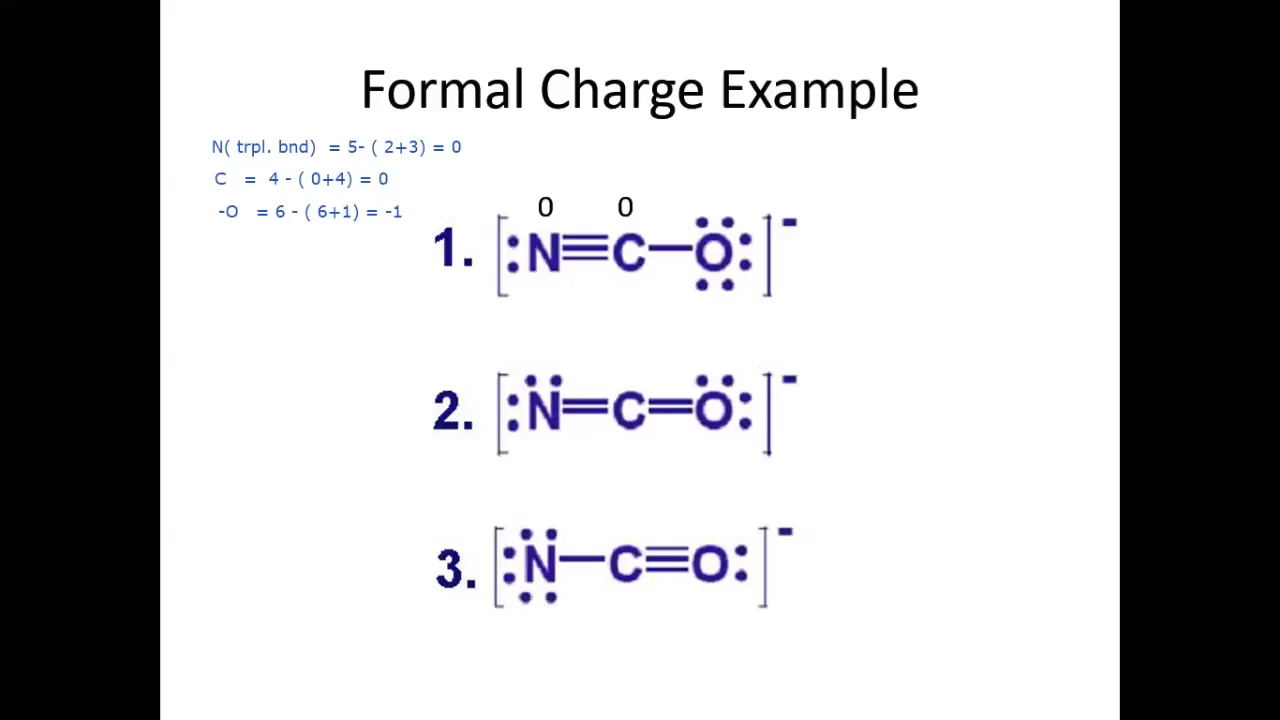 Formal Charge Example
N( trpl. bnd) = 5- ( 2+3) = 0
C = 4 - ( 0+4) = 0
-O = 6 - ( 6+1) = -1
0 0
1. [:N≡C—O:]-
2. [:N=C=O:]-
3. [:N—C≡O:]-